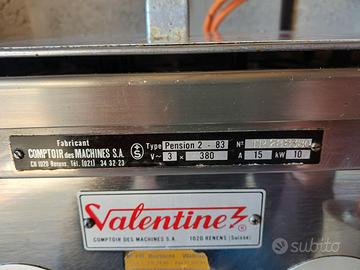 Fabricant
COMPTOIR des MACHINES S.A.
CH 1020 Renens, Tél. (021) 34 32-23
Type Pension 2 - 83 N°
V~ 3 x 380 A 15 kW 10
Valentine
COMPTOIR DES MACHINES S.A. 1020 RENENS (Suisse)
subito